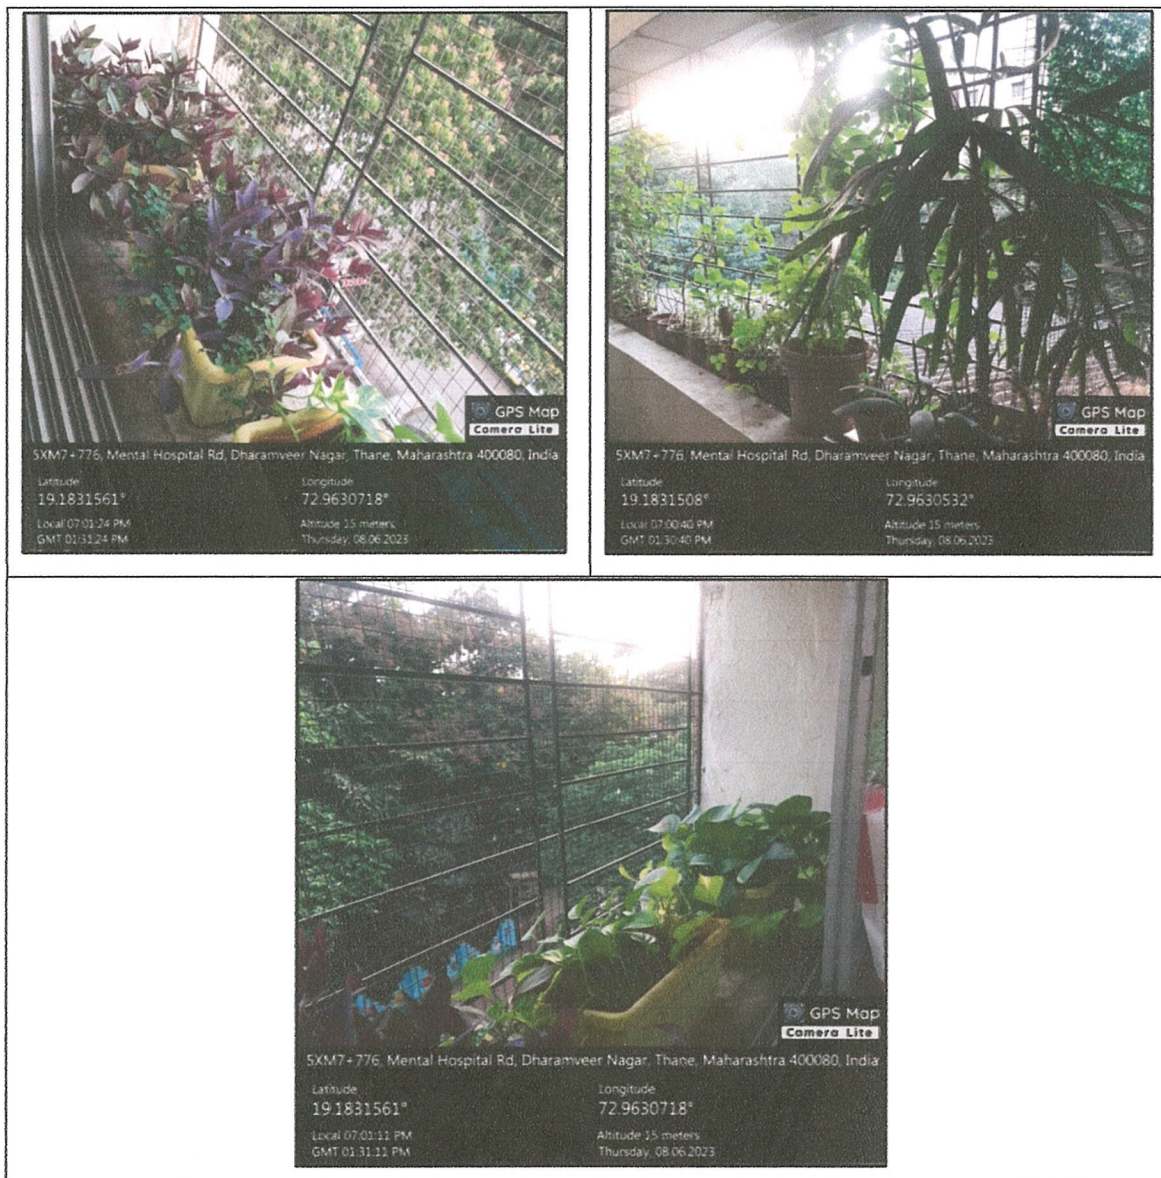 GPS Map
Camera Lite
5XM7+776, Mental Hospital Rd, Dharamveer Nagar, Thane, Maharashtra 400080, India
Latitude
Longitude
19.1831561°
72.9630718°
Local 07:01:24 PM
Altitude 15 meters
GMT 01:31:24 PM
Thursday, 08.06.2023
GPS Map
Camera Lite
5XM7+776, Mental Hospital Rd, Dharamveer Nagar, Thane, Maharashtra 400080, India
Latitude
Longitude
19.1831508°
72.9630532°
Local 07:00:40 PM
Altitude 15 meters
GMT 01:30:40 PM
Thursday, 08.06.2023
GPS Map
Camera Lite
5XM7+776, Mental Hospital Rd, Dharamveer Nagar, Thane, Maharashtra 400080, India
Latitude
Longitude
19.1831561°
72.9630718°
Local 07:01:11 PM
Altitude 15 meters
GMT 01:31:11 PM
Thursday, 08.06.2023